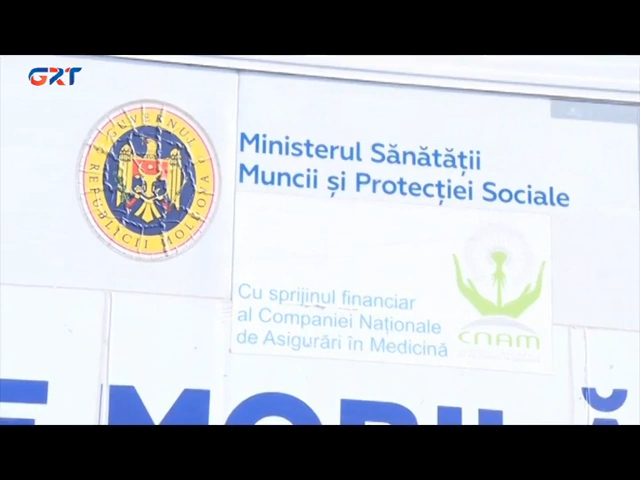 GRT
GUVERNUL
REPUBLICII MOLDOVA
Ministerul Sănătății
Muncii și Protecției Sociale
Cu sprijinul financiar
al Companiei Naționale
de Asigurări în Medicină
CNAM
E MOBILĂ